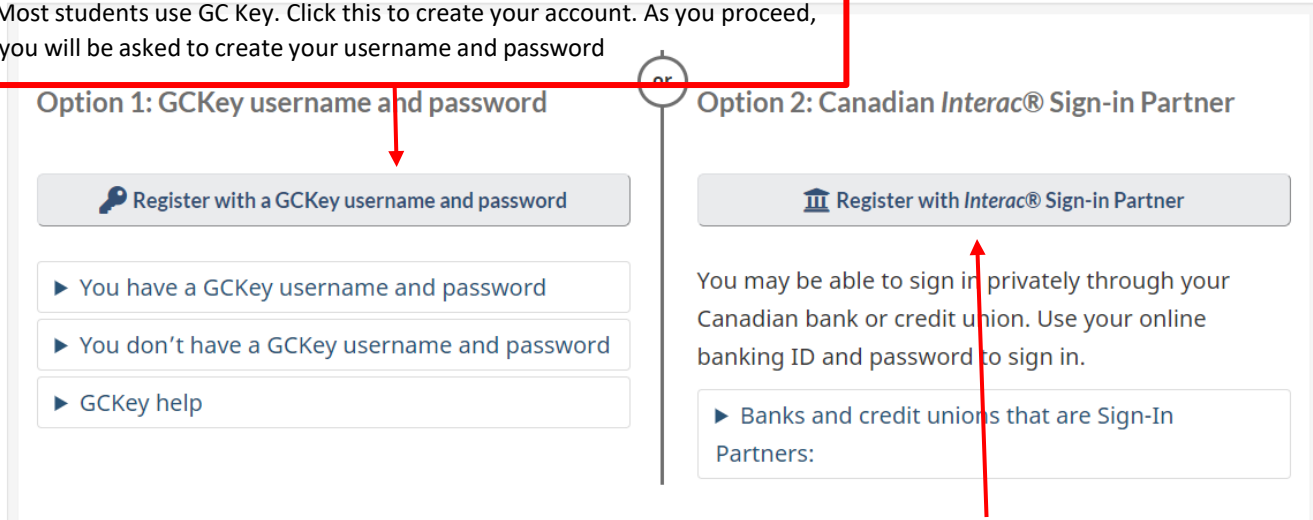 Most students use GC Key. Click this to create your account. As you proceed,
you will be asked to create your username and password
or
Option 1: GCKey username and password
Register with a GCKey username and password
You have a GCKey username and password
You don’t have a GCKey username and password
GCKey help
Option 2: Canadian Interac® Sign-in Partner
Register with Interac® Sign-in Partner
You may be able to sign in privately through your
Canadian bank or credit union. Use your online
banking ID and password to sign in.
Banks and credit unions that are Sign-In
Partners: